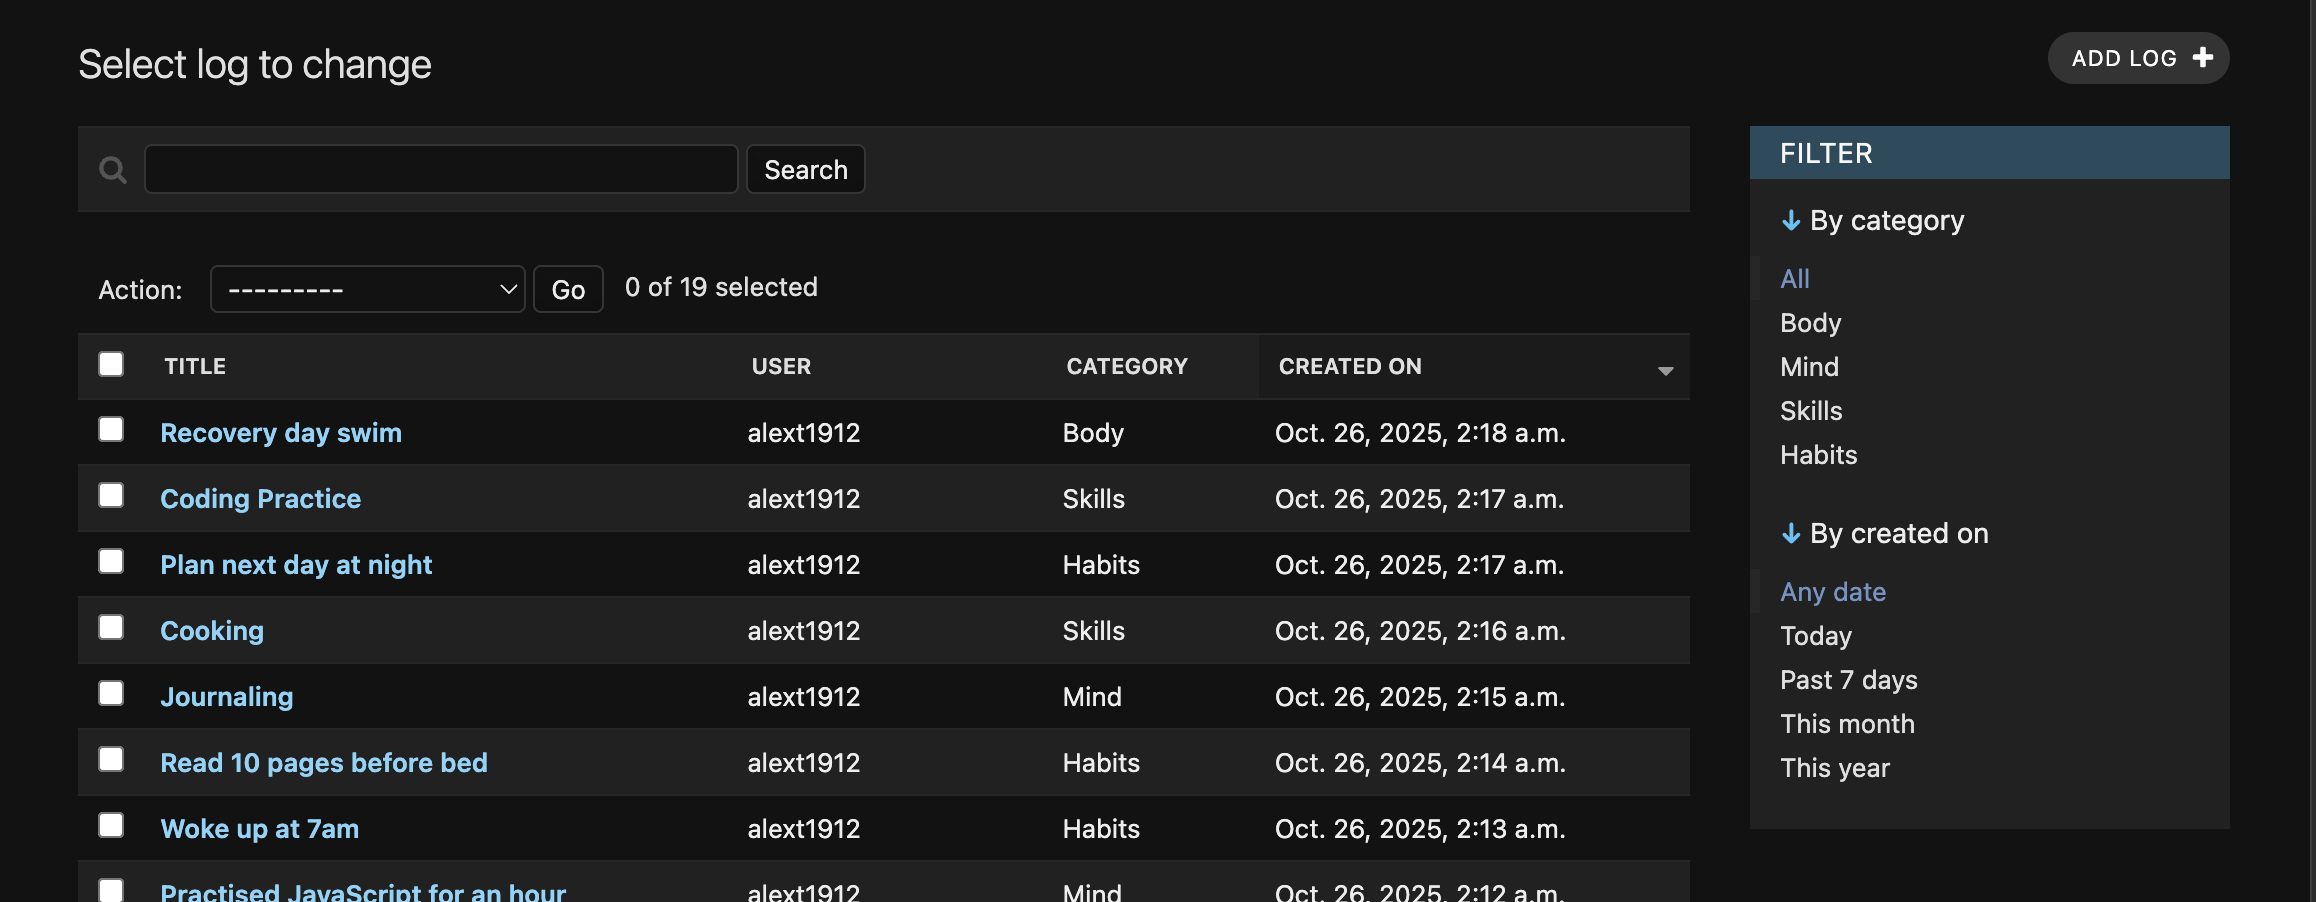 Select log to change
ADD LOG
Search
Action: --------- Go 0 of 19 selected
TITLE USER CATEGORY CREATED ON
Recovery day swim alext1912 Body Oct. 26, 2025, 2:18 a.m.
Coding Practice alext1912 Skills Oct. 26, 2025, 2:17 a.m.
Plan next day at night alext1912 Habits Oct. 26, 2025, 2:17 a.m.
Cooking alext1912 Skills Oct. 26, 2025, 2:16 a.m.
Journaling alext1912 Mind Oct. 26, 2025, 2:15 a.m.
Read 10 pages before bed alext1912 Habits Oct. 26, 2025, 2:14 a.m.
Woke up at 7am alext1912 Habits Oct. 26, 2025, 2:13 a.m.
Practised JavaScript for an hour alext1912 Mind Oct. 26, 2025, 2:12 a.m.
FILTER
By category
All
Body
Mind
Skills
Habits
By created on
Any date
Today
Past 7 days
This month
This year